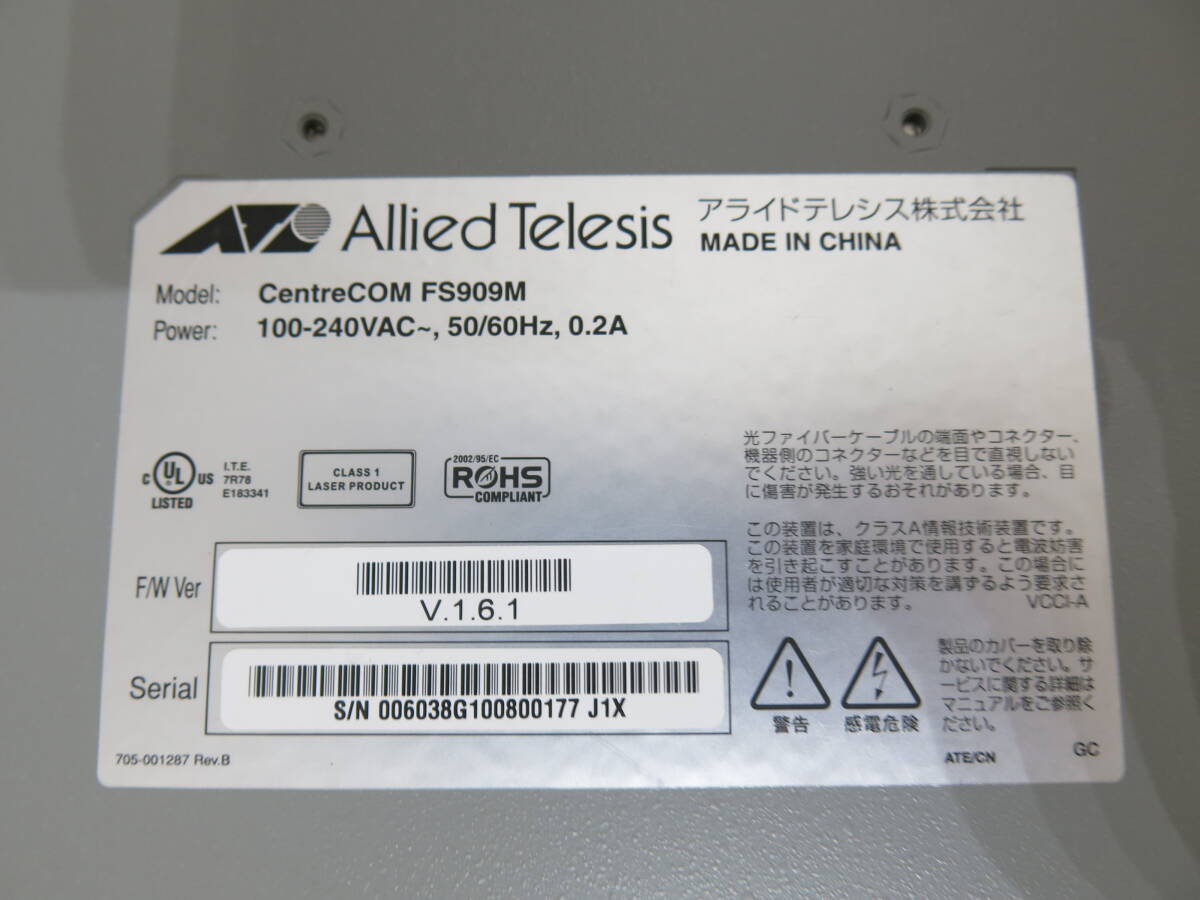 Allied Telesis アライドテレシス株式会社
MADE IN CHINA
Model: CentreCOM FS909M
Power: 100-240VAC~, 50/60Hz, 0.2A
光ファイバーケーブルの端面やコネクター、
機器側のコネクターなどを目で直視しない
でください。強い光を通している場合、目
に傷害が発生するおそれがあります。
C UL US
LISTED
I.T.E.
7R78
E183341
CLASS 1
LASER PRODUCT
2002/95/EC
ROHS
COMPLIANT
この装置は、クラスA情報技術装置です。
この装置を家庭環境で使用すると電波妨害
を引き起こすことがあります。この場合に
は使用者が適切な対策を講ずるよう要求さ
れることがあります。 VCCI-A
F/W Ver
V.1.6.1
Serial
S/N 006038G100800177 J1X
警告
感電危険
製品のカバーを取り除
かないでください。サ
ービスに関する詳細は
マニュアルをご参照く
ださい。
705-001287 Rev.B
ATE/CN
GC